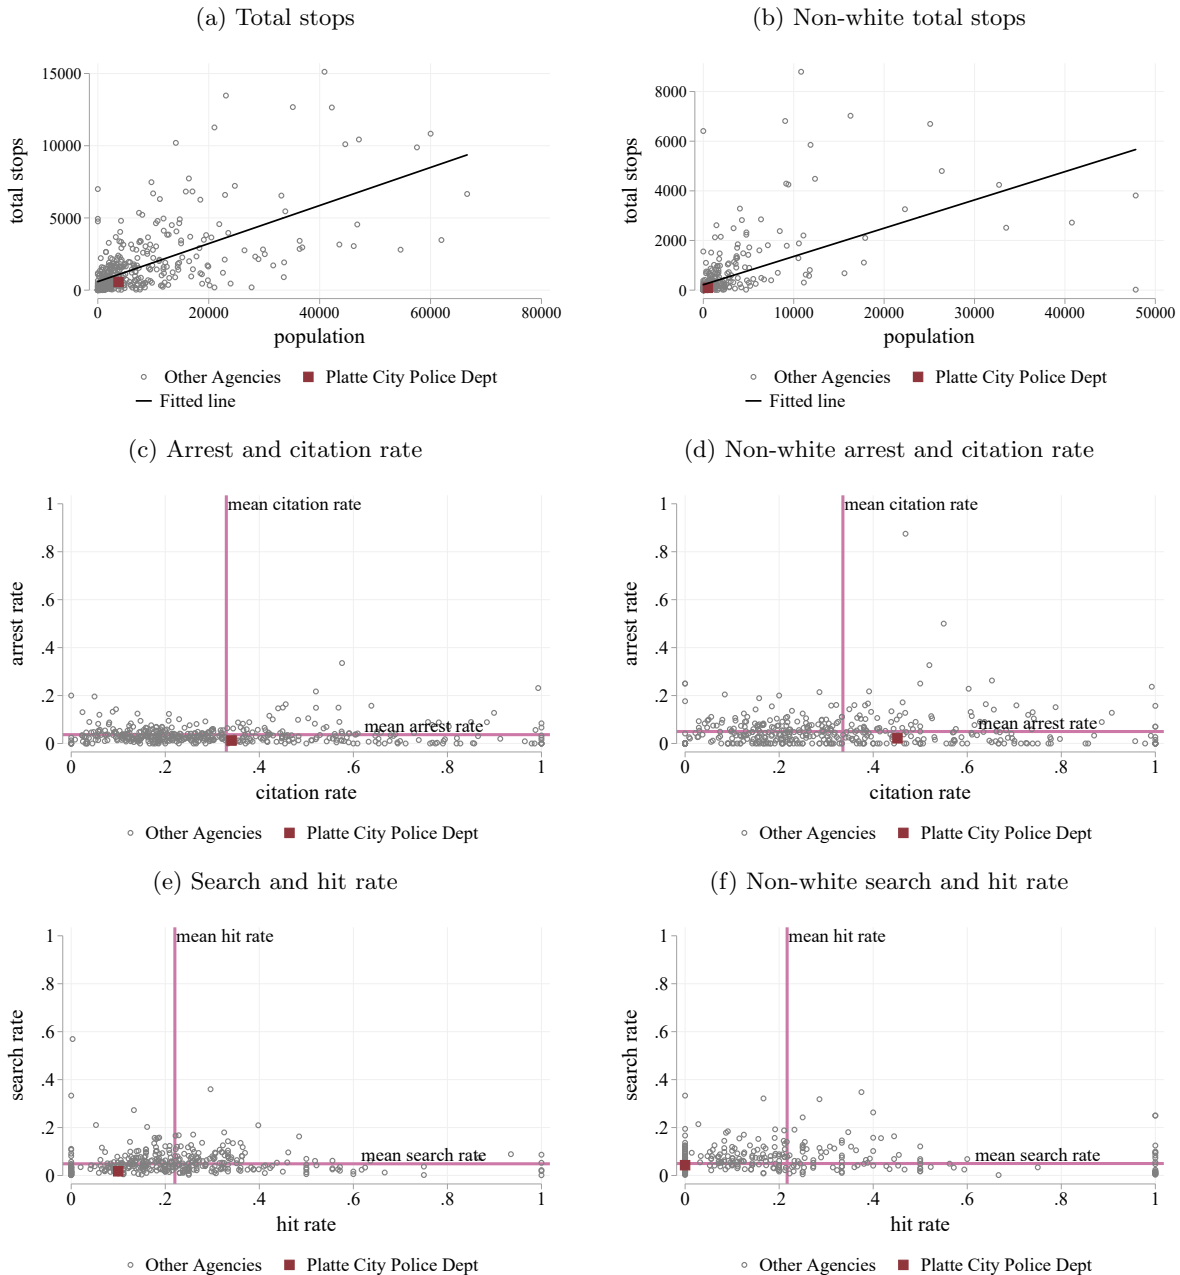 (a) Total stops
(b) Non-white total stops
total stops
15000
10000
5000
0
0 20000 40000 60000 80000
population
Other Agencies Platte City Police Dept
Fitted line
total stops
8000
6000
4000
2000
0
0 10000 20000 30000 40000 50000
population
Other Agencies Platte City Police Dept
Fitted line
(c) Arrest and citation rate
(d) Non-white arrest and citation rate
arrest rate
1
.8
.6
.4
.2
0
mean citation rate
mean arrest rate
0 .2 .4 .6 .8 1
citation rate
Other Agencies Platte City Police Dept
arrest rate
1
.8
.6
.4
.2
0
mean citation rate
mean arrest rate
0 .2 .4 .6 .8 1
citation rate
Other Agencies Platte City Police Dept
(e) Search and hit rate
(f) Non-white search and hit rate
search rate
1
.8
.6
.4
.2
0
mean hit rate
mean search rate
0 .2 .4 .6 .8 1
hit rate
Other Agencies Platte City Police Dept
search rate
1
.8
.6
.4
.2
0
mean hit rate
mean search rate
0 .2 .4 .6 .8 1
hit rate
Other Agencies Platte City Police Dept